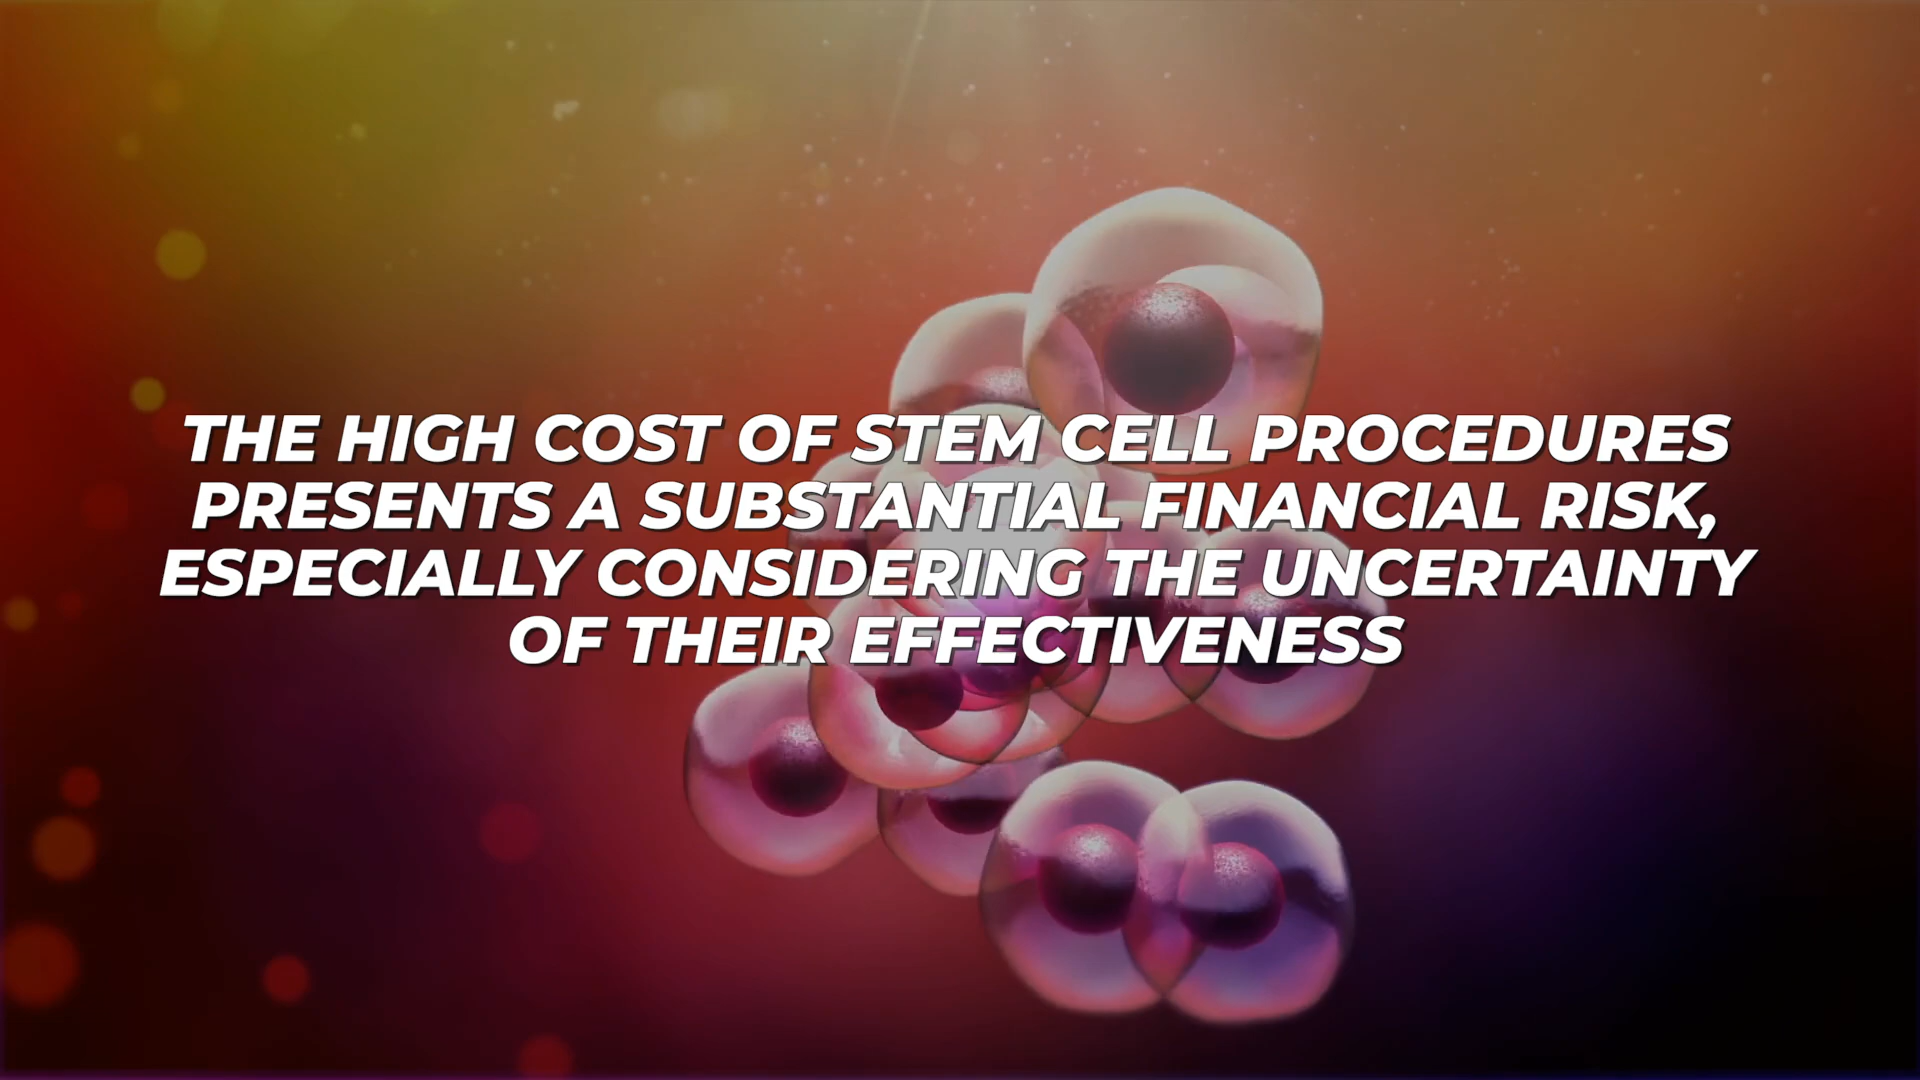 THE HIGH COST OF STEM CELL PROCEDURES
PRESENTS A SUBSTANTIAL FINANCIAL RISK,
ESPECIALLY CONSIDERING THE UNCERTAINTY
OF THEIR EFFECTIVENESS